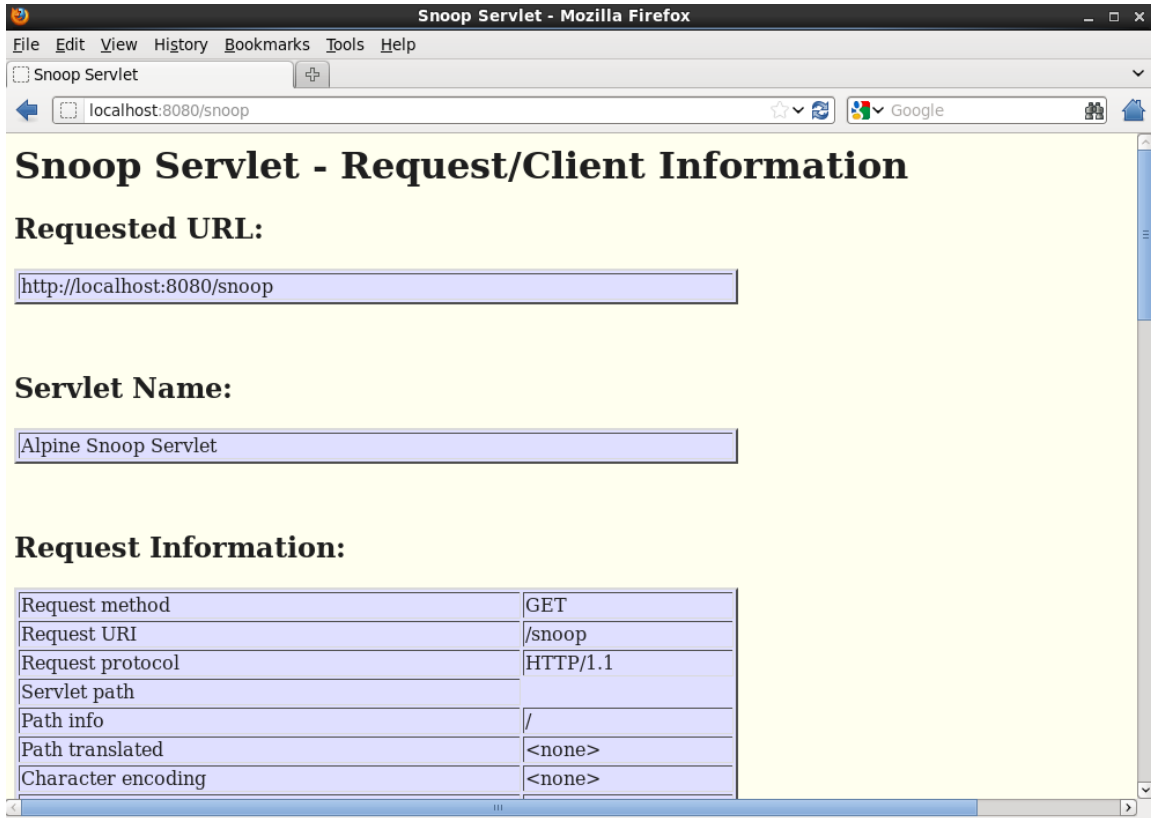 Snoop Servlet - Mozilla Firefox
File Edit View History Bookmarks Tools Help
Snoop Servlet
localhost:8080/snoop
Google
Snoop Servlet - Request/Client Information
Requested URL:
http://localhost:8080/snoop
Servlet Name:
Alpine Snoop Servlet
Request Information:
Request method GET
Request URI /snoop
Request protocol HTTP/1.1
Servlet path
Path info /
Path translated <none>
Character encoding <none>